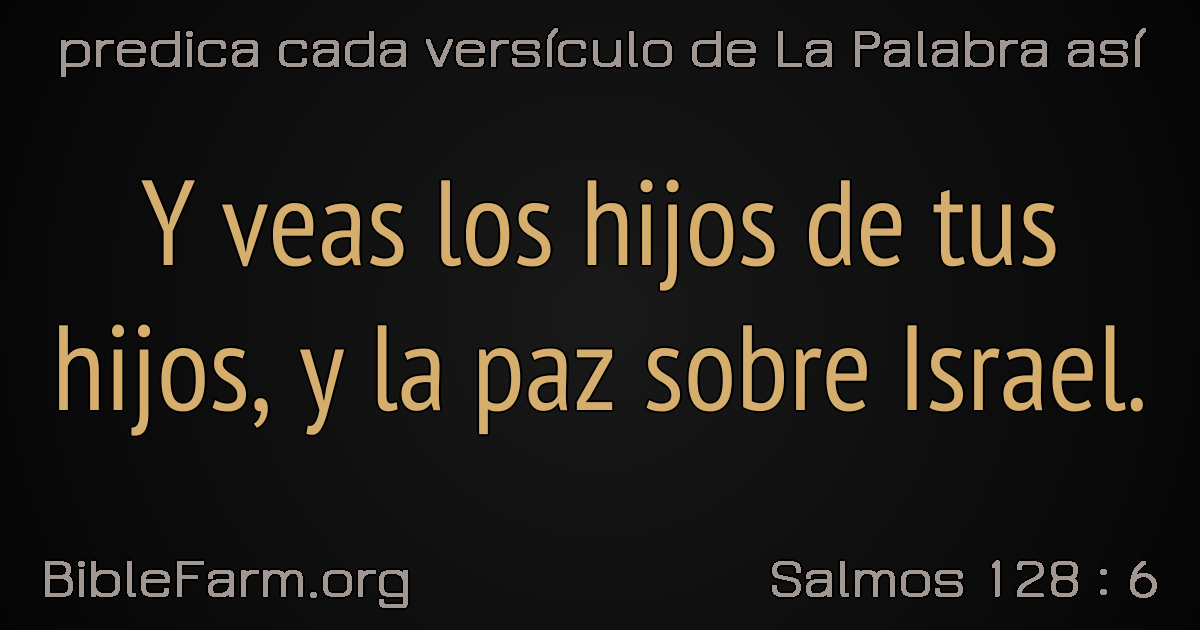 predica cada versículo de La Palabra así
Y veas los hijos de tus
hijos, y la paz sobre Israel.
BibleFarm.org
Salmos 128 : 6